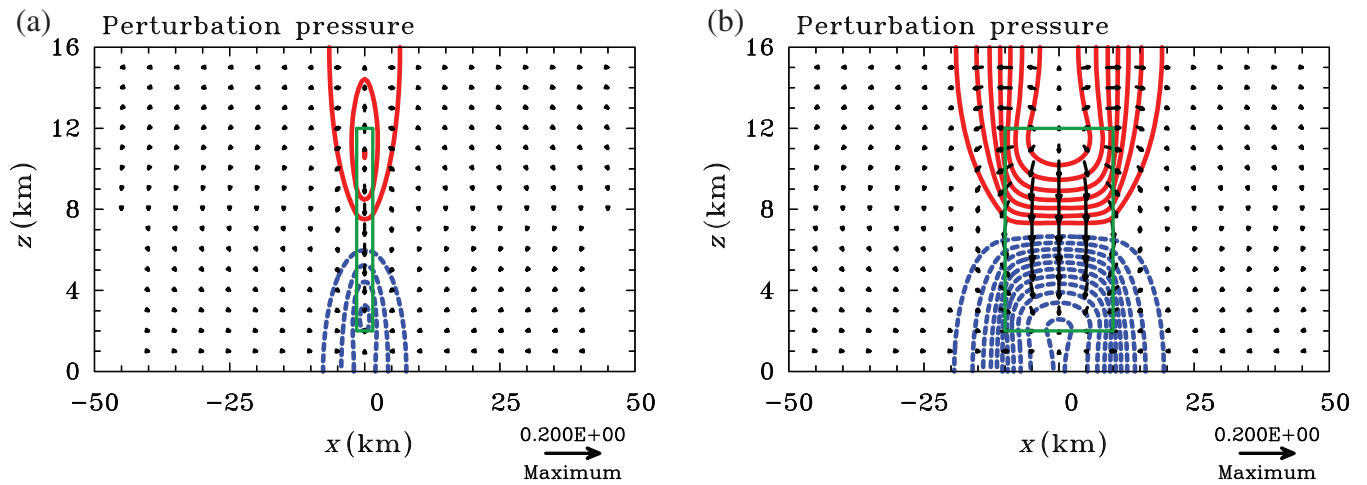 (a) Perturbation pressure
16
12
8
4
0
z (km)
−50 −25 0 25 50
x (km)
0.200E+00
Maximum
(b) Perturbation pressure
16
12
8
4
0
z (km)
−50 −25 0 25 50
x (km)
0.200E+00
Maximum